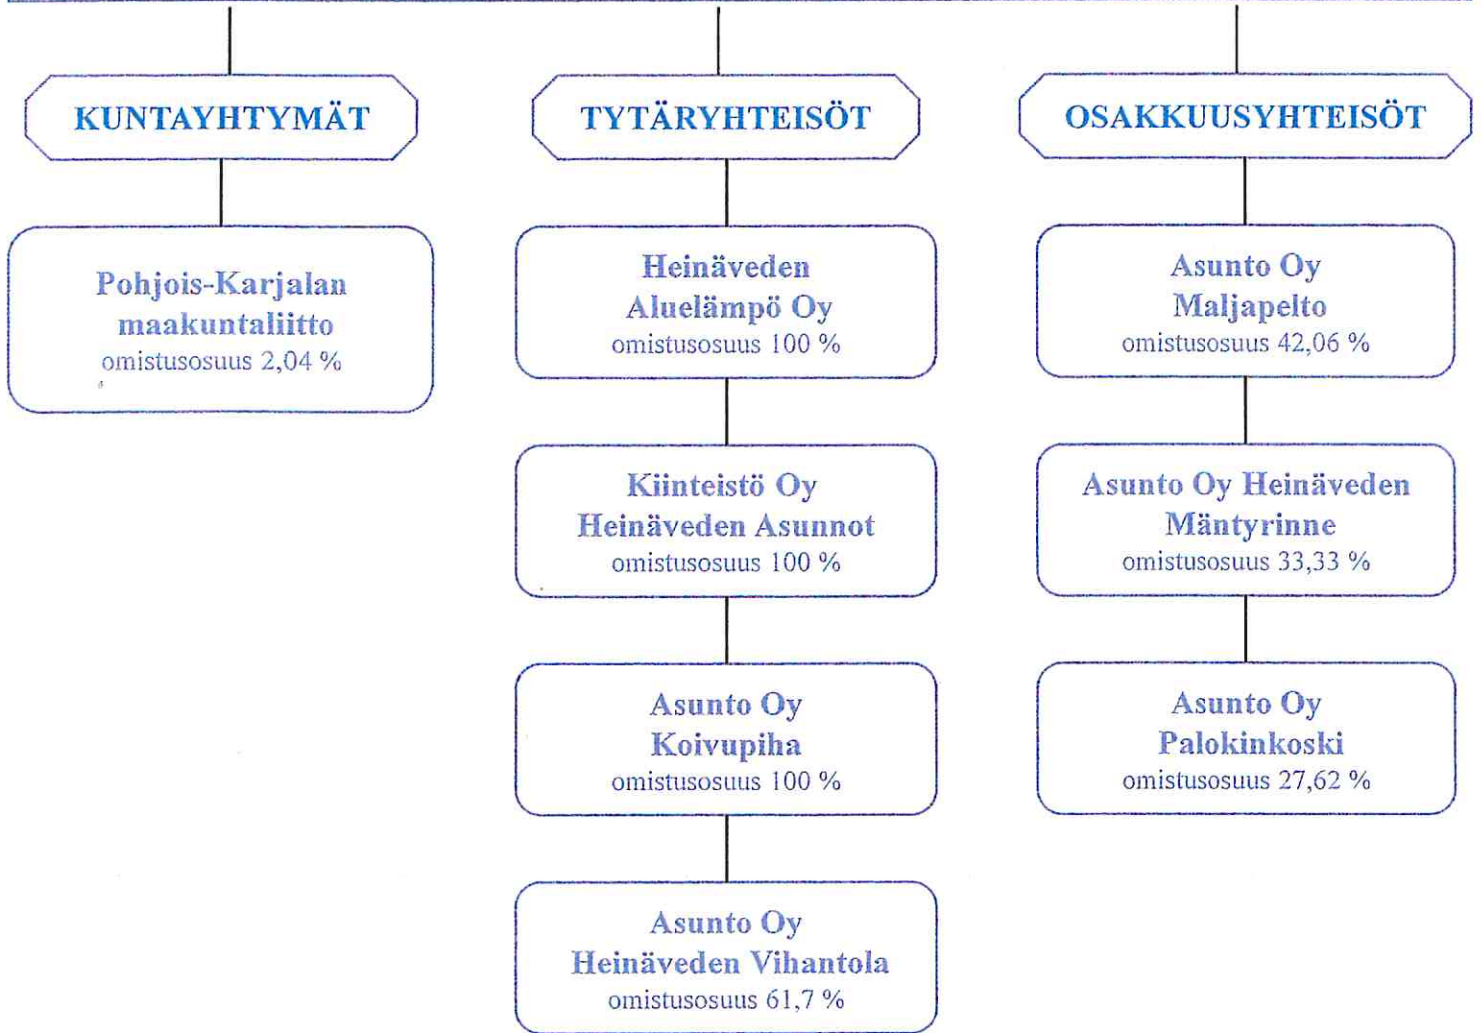 KUNTAYHTYMÄT
Pohjois-Karjalan
maakuntaliitto
omistusosuus 2,04 %
TYTÄRYHTEISÖT
Heinäveden
Aluelämpö Oy
omistusosuus 100 %
Kiinteistö Oy
Heinäveden Asunnot
omistusosuus 100 %
Asunto Oy
Koivupiha
omistusosuus 100 %
Asunto Oy
Heinäveden Vihantola
omistusosuus 61,7 %
OSAKKUUSYHTEISÖT
Asunto Oy
Maljapelto
omistusosuus 42,06 %
Asunto Oy Heinäveden
Mäntyrinne
omistusosuus 33,33 %
Asunto Oy
Palokinkoski
omistusosuus 27,62 %